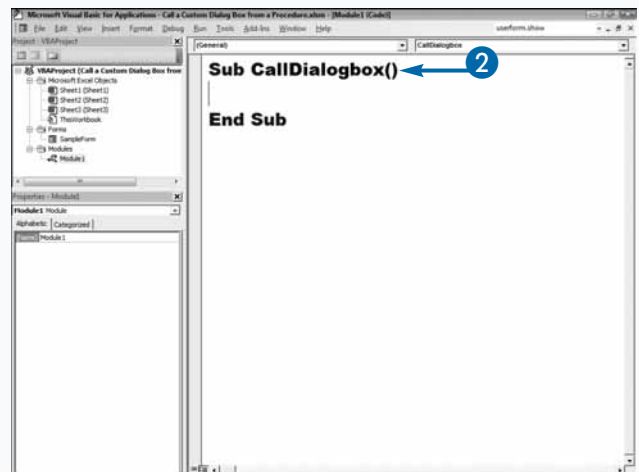 Microsoft Visual Basic for Applications - Call a Custom Dialog Box from a Procedure.xlsm - [Module1 (Code)]
File Edit View Insert Format Debug Run Tools Add-Ins Window Help
userform.show
Project - VBAProject
(General)
CallDialogbox
VBAProject (Call a Custom Dialog Box from
Microsoft Excel Objects
Sheet1 (Sheet1)
Sheet2 (Sheet2)
Sheet3 (Sheet3)
ThisWorkbook
Forms
SampleForm
Modules
Module1
Sub CallDialogbox()
2
End Sub
Properties - Module1
Module1 Module
Alphabetic Categorized
(Name) Module1